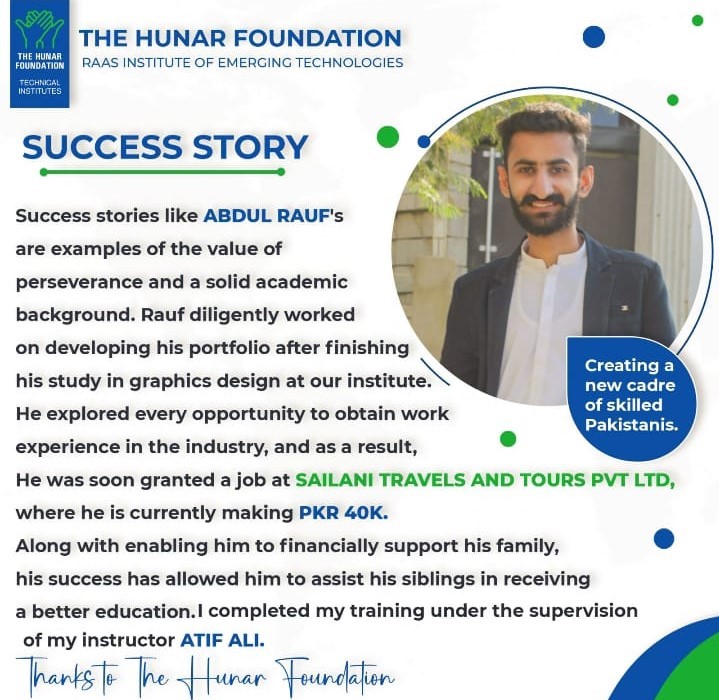 THE HUNAR
FOUNDATION
TECHNICAL
INSTITUTES
THE HUNAR FOUNDATION
RAAS INSTITUTE OF EMERGING TECHNOLOGIES
SUCCESS STORY
Success stories like ABDUL RAUF's
are examples of the value of
perseverance and a solid academic
background. Rauf diligently worked
on developing his portfolio after finishing
his study in graphics design at our institute.
He explored every opportunity to obtain work
experience in the industry, and as a result,
He was soon granted a job at SAILANI TRAVELS AND TOURS PVT LTD,
where he is currently making PKR 40K.
Along with enabling him to financially support his family,
his success has allowed him to assist his siblings in receiving
a better education.I completed my training under the supervision
of my instructor ATIF ALI.
Thanks to The Hunar Foundation
Creating a
new cadre
of skilled
Pakistanis.